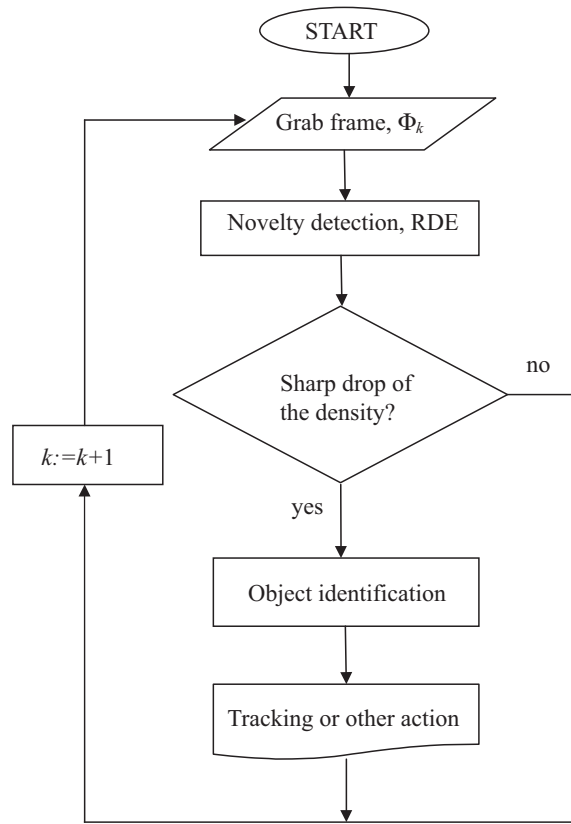 START
Grab frame, Φk
Novelty detection, RDE
Sharp drop of
the density?
no
k:=k+1
yes
Object identification
Tracking or other action